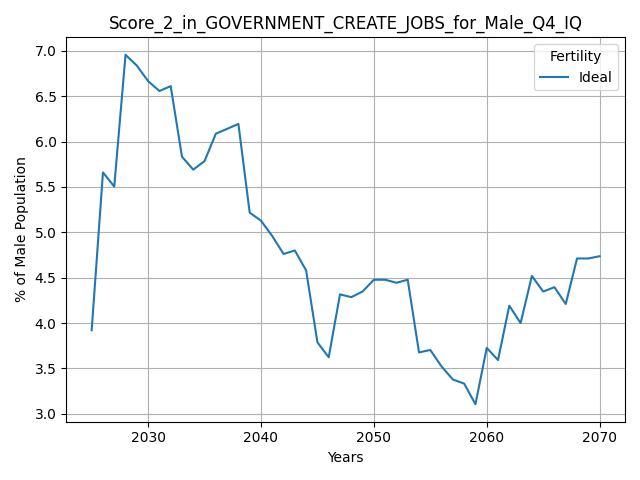 Score_2_in_GOVERNMENT_CREATE_JOBS_for_Male_Q4_IQ
Fertility
Ideal
% of Male Population
7.0
6.5
6.0
5.5
5.0
4.5
4.0
3.5
3.0
2030 2040 2050 2060 2070
Years